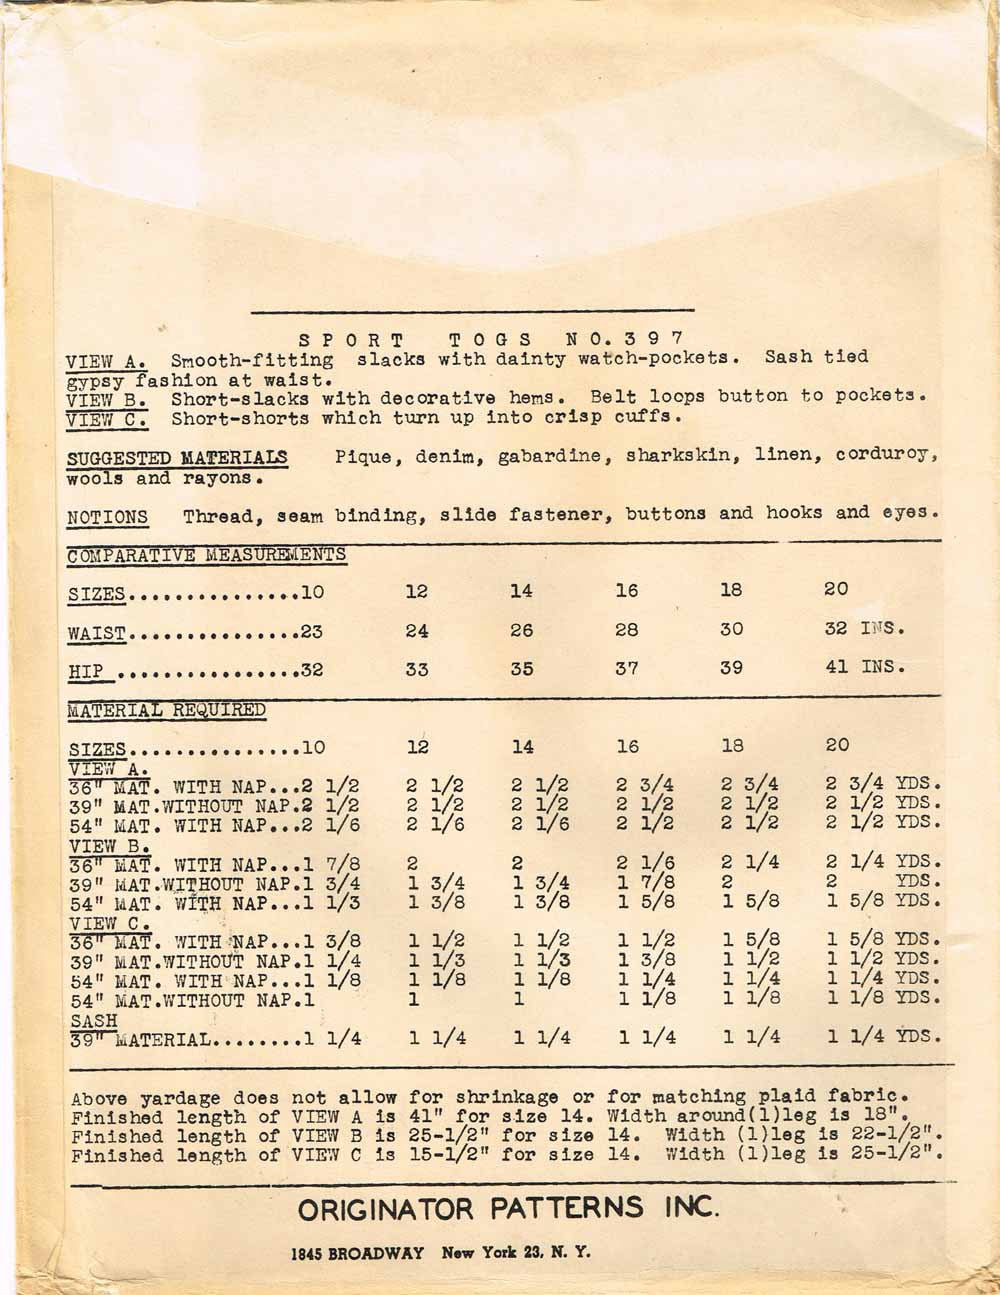 SPORT TOGS NO.397
VIEW A. Smooth-fitting slacks with dainty watch-pockets. Sash tied
gypsy fashion at waist.
VIEW B. Short-slacks with decorative hems. Belt loops button to pockets.
VIEW C. Short-shorts which turn up into crisp cuffs.
SUGGESTED MATERIALS Pique, denim, gabardine, sharkskin, linen, corduroy,
wools and rayons.
NOTIONS Thread, seam binding, slide fastener, buttons and hooks and eyes.
COMPARATIVE MEASUREMENTS
SIZES...............10 12 14 16 18 20
WAIST...............23 24 26 28 30 32 INS.
HIP ................32 33 35 37 39 41 INS.
MATERIAL REQUIRED
SIZES...............10 12 14 16 18 20
VIEW A.
36" MAT. WITH NAP...2 1/2 2 1/2 2 1/2 2 3/4 2 3/4 2 3/4 YDS.
39" MAT.WITHOUT NAP.2 1/2 2 1/2 2 1/2 2 1/2 2 1/2 2 1/2 YDS.
54" MAT. WITH NAP...2 1/6 2 1/6 2 1/6 2 1/2 2 1/2 2 1/2 YDS.
VIEW B.
36" MAT. WITH NAP...1 7/8 2 2 2 1/6 2 1/4 2 1/4 YDS.
39" MAT.WITHOUT NAP.1 3/4 1 3/4 1 3/4 1 7/8 2 2 YDS.
54" MAT. WITH NAP...1 1/3 1 3/8 1 3/8 1 5/8 1 5/8 1 5/8 YDS.
VIEW C.
36" MAT. WITH NAP...1 3/8 1 1/2 1 1/2 1 1/2 1 5/8 1 5/8 YDS.
39" MAT.WITHOUT NAP.1 1/4 1 1/3 1 1/3 1 3/8 1 1/2 1 1/2 YDS.
54" MAT. WITH NAP...1 1/8 1 1/8 1 1/8 1 1/4 1 1/4 1 1/4 YDS.
54" MAT.WITHOUT NAP.1 1 1 1 1/8 1 1/8 1 1/8 YDS.
SASH
39" MATERIAL........1 1/4 1 1/4 1 1/4 1 1/4 1 1/4 1 1/4 YDS.
Above yardage does not allow for shrinkage or for matching plaid fabric.
Finished length of VIEW A is 41" for size 14. Width around(1)leg is 18".
Finished length of VIEW B is 25-1/2" for size 14. Width (1)leg is 22-1/2".
Finished length of VIEW C is 15-1/2" for size 14. Width (1)leg is 25-1/2".
ORIGINATOR PATTERNS INC.
1845 BROADWAY New York 23, N. Y.